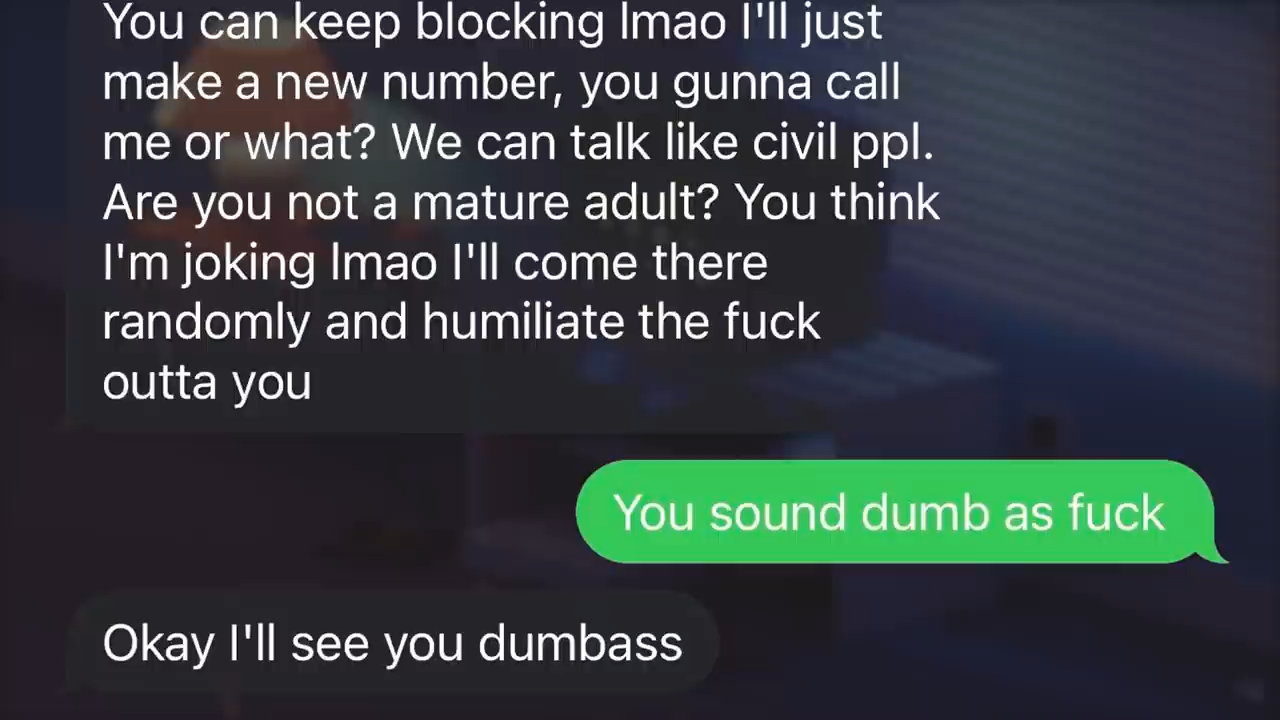 You can keep blocking lmao I'll just
make a new number, you gunna call
me or what? We can talk like civil ppl.
Are you not a mature adult? You think
I'm joking lmao I'll come there
randomly and humiliate the fuck
outta you
You sound dumb as fuck
Okay I'll see you dumbass